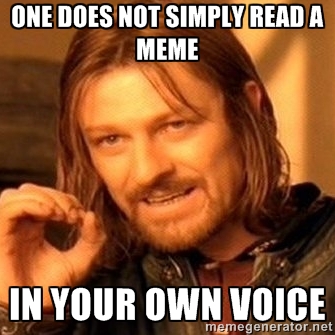 ONE DOES NOT SIMPLY READ A
MEME
IN YOUR OWN VOICE
memegenerator.net